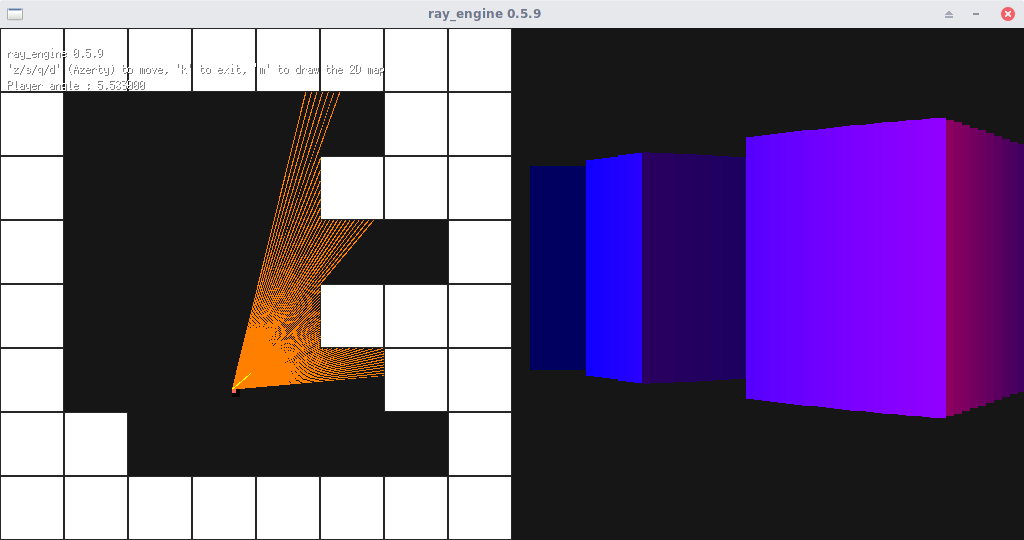 ray_engine 0.5.9
ray_engine 0.5.9
'z/s/q/d' (Azerty) to move, 'k' to exit, 'm' to draw the 2D map
Player angle : 5.583000